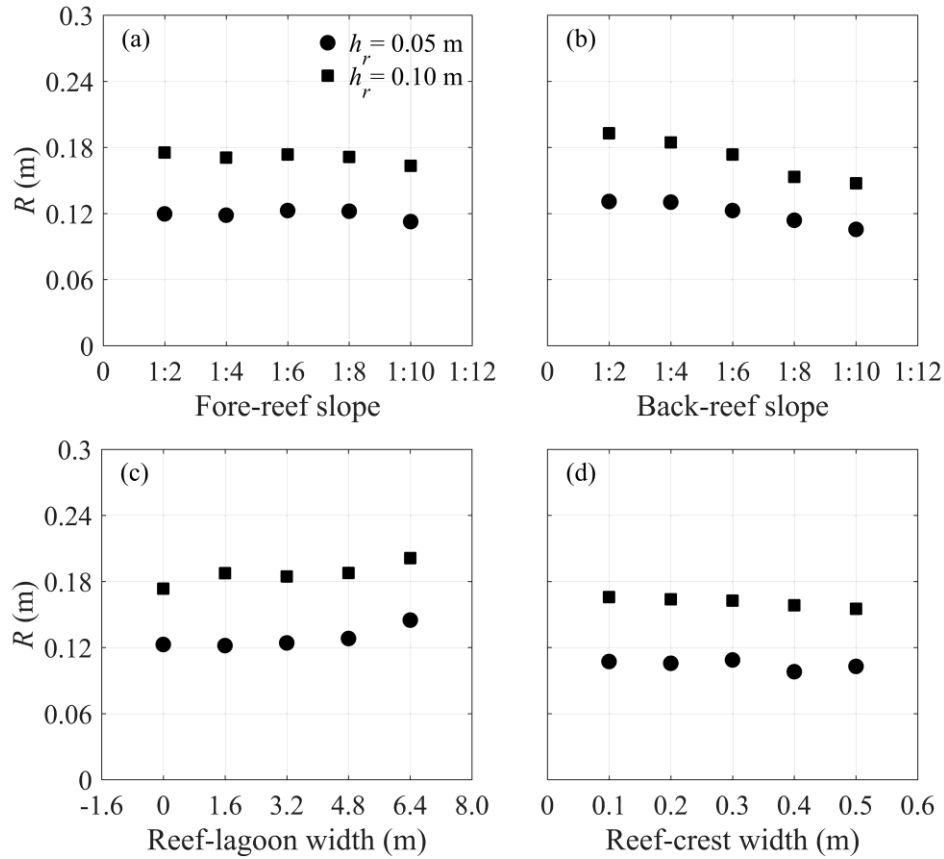 (a)
h_r = 0.05 m
h_r = 0.10 m
0.3
0.24
0.18
0.12
0.06
0
R (m)
0 1:2 1:4 1:6 1:8 1:10 1:12
Fore-reef slope
(b)
0 1:2 1:4 1:6 1:8 1:10 1:12
Back-reef slope
(c)
0.3
0.24
0.18
0.12
0.06
0
R (m)
-1.6 0 1.6 3.2 4.8 6.4 8.0
Reef-lagoon width (m)
(d)
0 0.1 0.2 0.3 0.4 0.5 0.6
Reef-crest width (m)